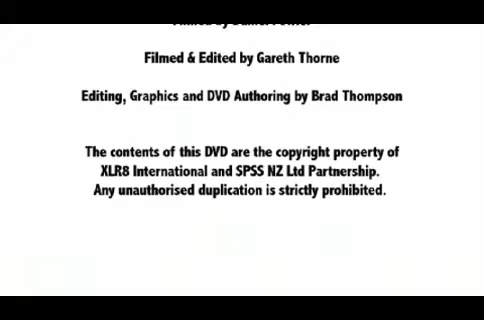 Filmed & Edited by Gareth Thorne
Editing, Graphics and DVD Authoring by Brad Thompson
The contents of this DVD are the copyright property of
XLR8 International and SPSS NZ Ltd Partnership.
Any unauthorised duplication is strictly prohibited.